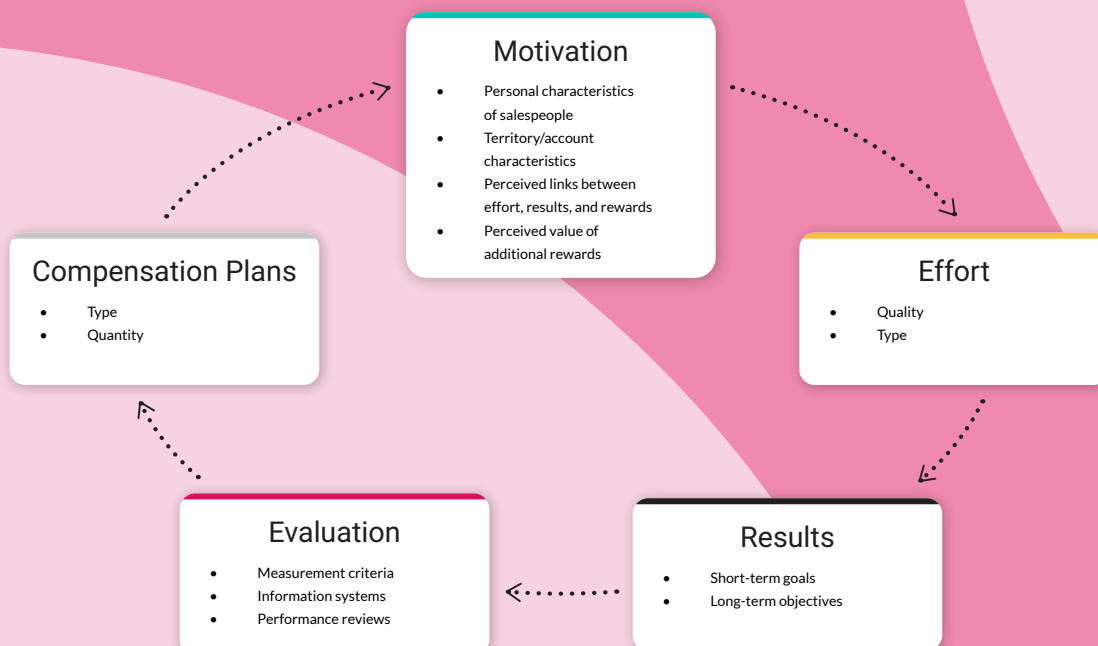 Motivation
● Personal characteristics
of salespeople
● Territory/account
characteristics
● Perceived links between
effort, results, and rewards
● Perceived value of
additional rewards
Compensation Plans
● Type
● Quantity
Effort
● Quality
● Type
Evaluation
● Measurement criteria
● Information systems
● Performance reviews
Results
● Short-term goals
● Long-term objectives